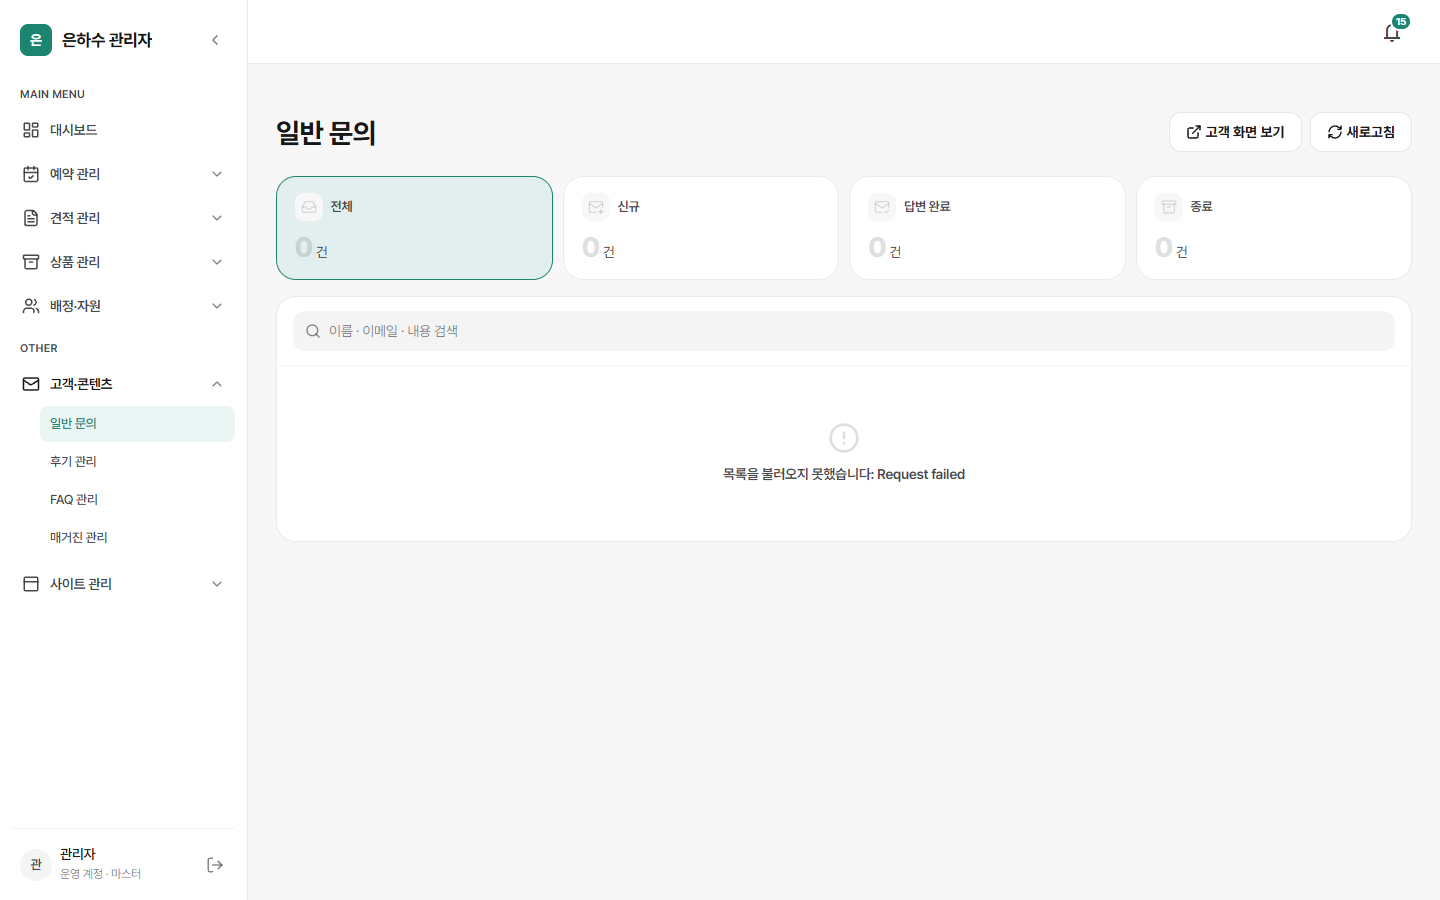 은 은하수 관리자
MAIN MENU
대시보드
예약 관리
견적 관리
상품 관리
배정·자원
OTHER
고객·콘텐츠
일반 문의
후기 관리
FAQ 관리
매거진 관리
사이트 관리
관 관리자
운영 계정 · 마스터
15
일반 문의
고객 화면 보기
새로고침
전체
0 건
신규
0 건
답변 완료
0 건
종료
0 건
이름 · 이메일 · 내용 검색
목록을 불러오지 못했습니다: Request failed